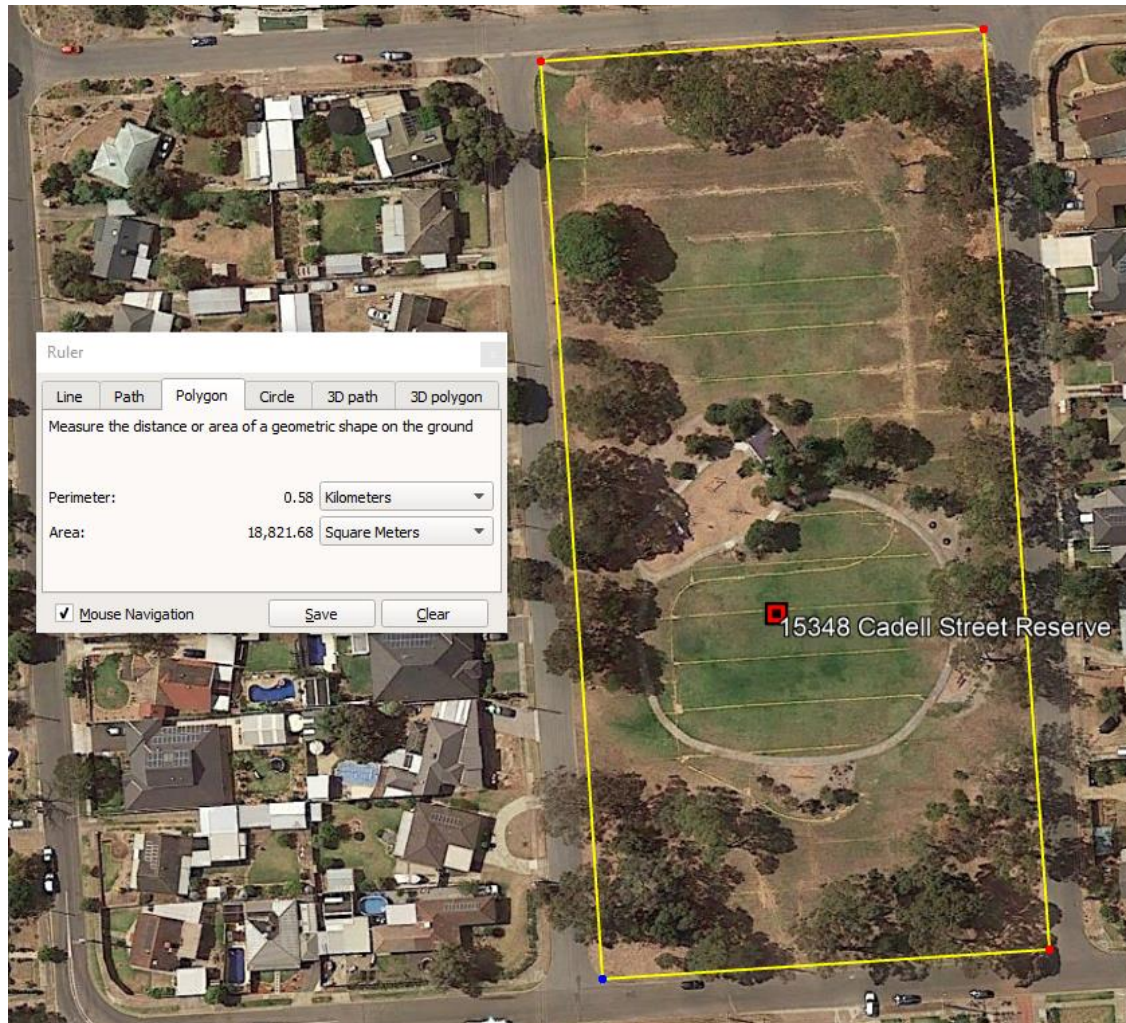 Ruler
Line Path Polygon Circle 3D path 3D polygon
Measure the distance or area of a geometric shape on the ground
Perimeter: 0.58 Kilometers
Area: 18,821.68 Square Meters
Mouse Navigation Save Clear
15348 Cadell Street Reserve